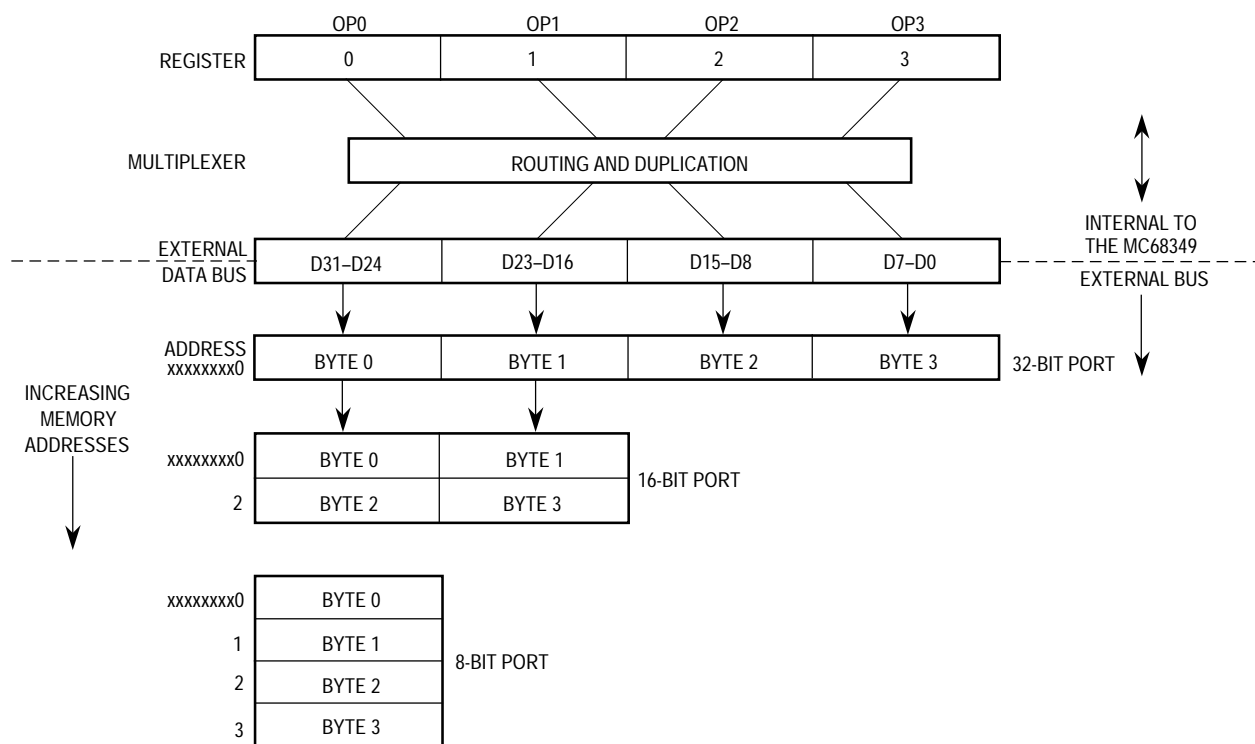 OP0 OP1 OP2 OP3
REGISTER 0 1 2 3
MULTIPLEXER ROUTING AND DUPLICATION
INTERNAL TO
THE MC68349
EXTERNAL
DATA BUS
D31–D24 D23–D16 D15–D8 D7–D0
EXTERNAL BUS
ADDRESS
xxxxxxxx0
BYTE 0 BYTE 1 BYTE 2 BYTE 3
32-BIT PORT
INCREASING
MEMORY
ADDRESSES
xxxxxxxx0 BYTE 0 BYTE 1
16-BIT PORT
2 BYTE 2 BYTE 3
xxxxxxxx0 BYTE 0
1 BYTE 1
8-BIT PORT
2 BYTE 2
3 BYTE 3